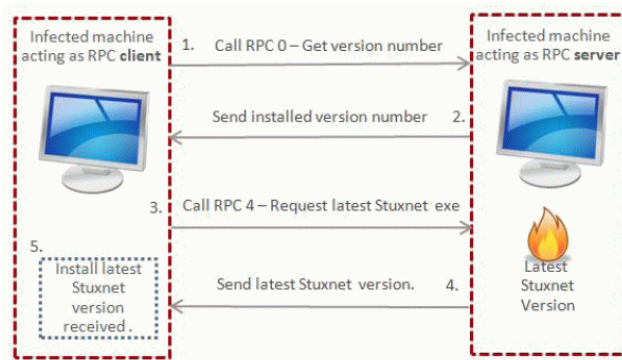 Infected machine
acting as RPC client
1. Call RPC 0 – Get version number
Infected machine
acting as RPC server
Send installed version number 2.
3. Call RPC 4 – Request latest Stuxnet exe
5.
Install latest
Stuxnet
version
received .
Send latest Stuxnet version. 4.
Latest
Stuxnet
Version